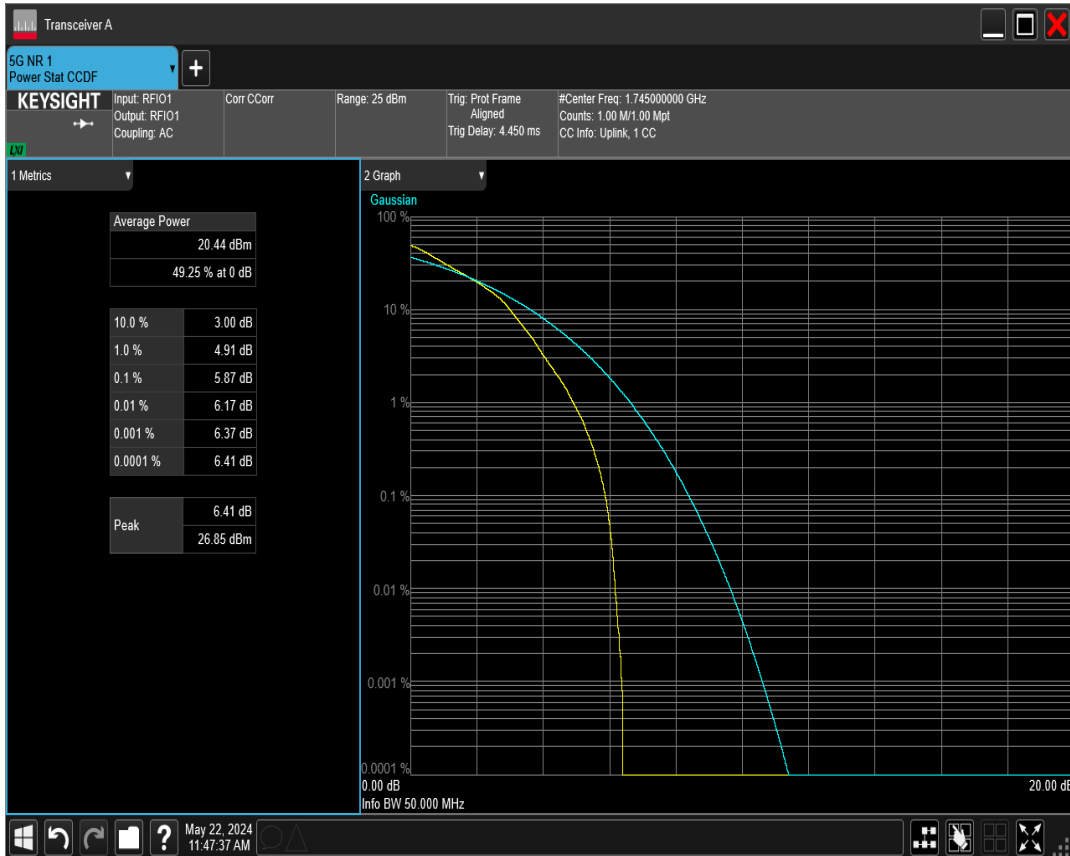 Transceiver A
5G NR 1
Power Stat CCDF
KEYSIGHT
LXI
Input: RFIO1
Output: RFIO1
Coupling: AC
Corr CCorr
Range: 25 dBm
Trig: Prot Frame
Aligned
Trig Delay: 4.450 ms
#Center Freq: 1.745000000 GHz
Counts: 1.00 M/1.00 Mpt
CC Info: Uplink, 1 CC
1 Metrics
Average Power
20.44 dBm
49.25 % at 0 dB
10.0 % 3.00 dB
1.0 % 4.91 dB
0.1 % 5.87 dB
0.01 % 6.17 dB
0.001 % 6.37 dB
0.0001 % 6.41 dB
Peak
6.41 dB
26.85 dBm
2 Graph
Gaussian
100 %
10 %
1 %
0.1 %
0.01 %
0.001 %
0.0001 %
0.00 dB 20.00 dB
Info BW 50.000 MHz
? May 22, 2024
11:47:37 AM